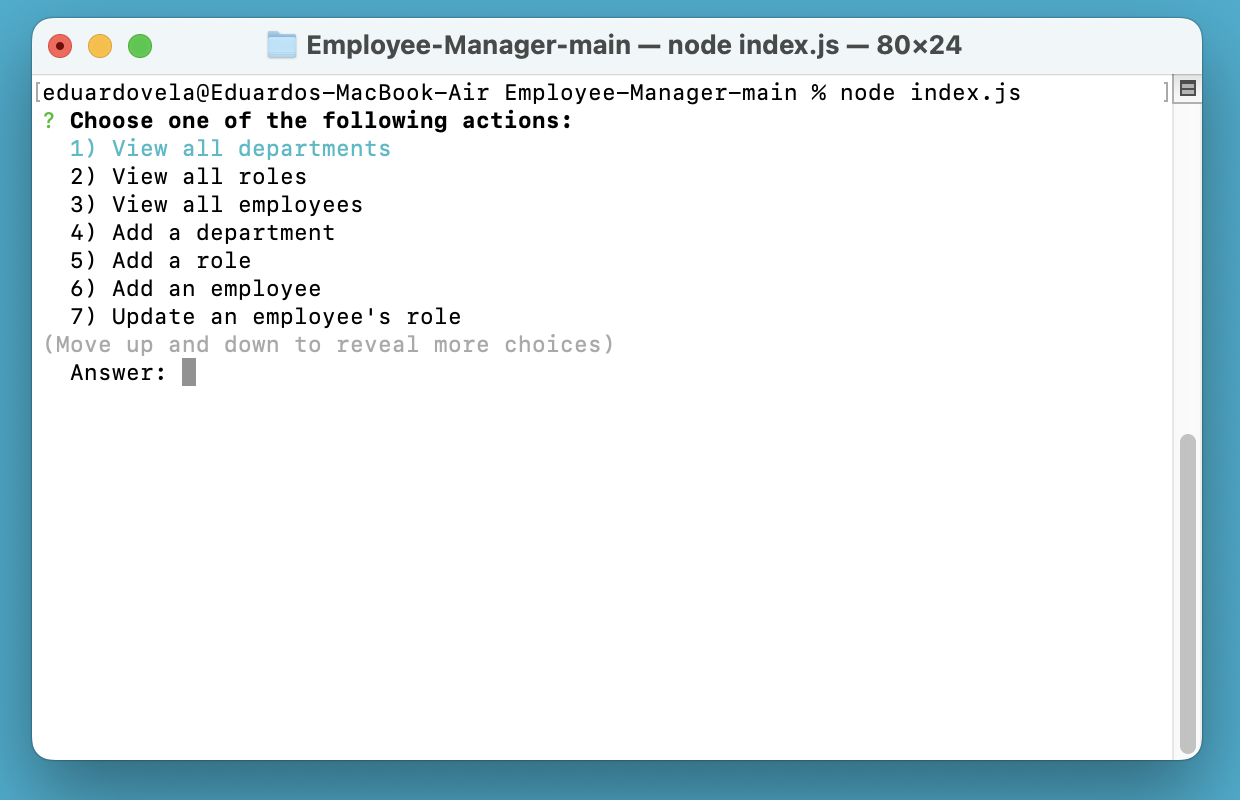 Employee-Manager-main — node index.js — 80×24
[eduardovela@Eduardos-MacBook-Air Employee-Manager-main % node index.js ]
? Choose one of the following actions:
1) View all departments
2) View all roles
3) View all employees
4) Add a department
5) Add a role
6) Add an employee
7) Update an employee's role
(Move up and down to reveal more choices)
Answer: